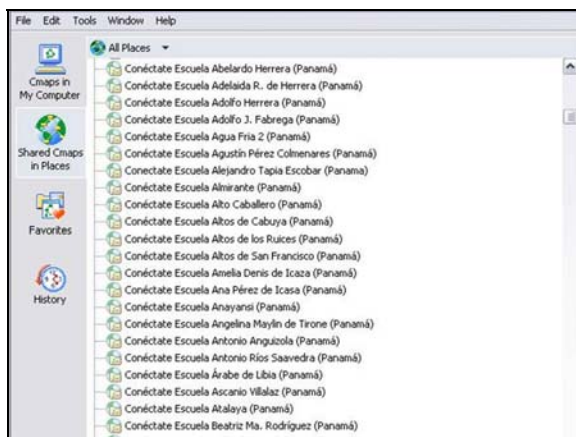 File Edit Tools Window Help
All Places
Cmaps in
My Computer
Shared Cmaps
in Places
Favorites
History
Conéctate Escuela Abelardo Herrera (Panamá)
Conéctate Escuela Adelaida R. de Herrera (Panamá)
Conéctate Escuela Adolfo Herrera (Panamá)
Conéctate Escuela Adolfo J. Fabrega (Panamá)
Conéctate Escuela Agua Fria 2 (Panamá)
Conéctate Escuela Agustín Pérez Colmenares (Panamá)
Conectate Escuela Alejandro Tapia Escobar (Panama)
Conéctate Escuela Almirante (Panamá)
Conéctate Escuela Alto Caballero (Panamá)
Conéctate Escuela Altos de Cabuya (Panamá)
Conéctate Escuela Altos de los Ruices (Panamá)
Conéctate Escuela Altos de San Francisco (Panamá)
Conéctate Escuela Amelia Denis de Icaza (Panamá)
Conéctate Escuela Ana Pérez de Icasa (Panamá)
Conéctate Escuela Anayansi (Panamá)
Conéctate Escuela Angelina Maylin de Tirone (Panamá)
Conéctate Escuela Antonio Anguizola (Panamá)
Conéctate Escuela Antonio Ríos Saavedra (Panamá)
Conéctate Escuela Árabe de Libia (Panamá)
Conéctate Escuela Ascanio Villalaz (Panamá)
Conéctate Escuela Atalaya (Panamá)
Conéctate Escuela Beatriz Ma. Rodríguez (Panamá)